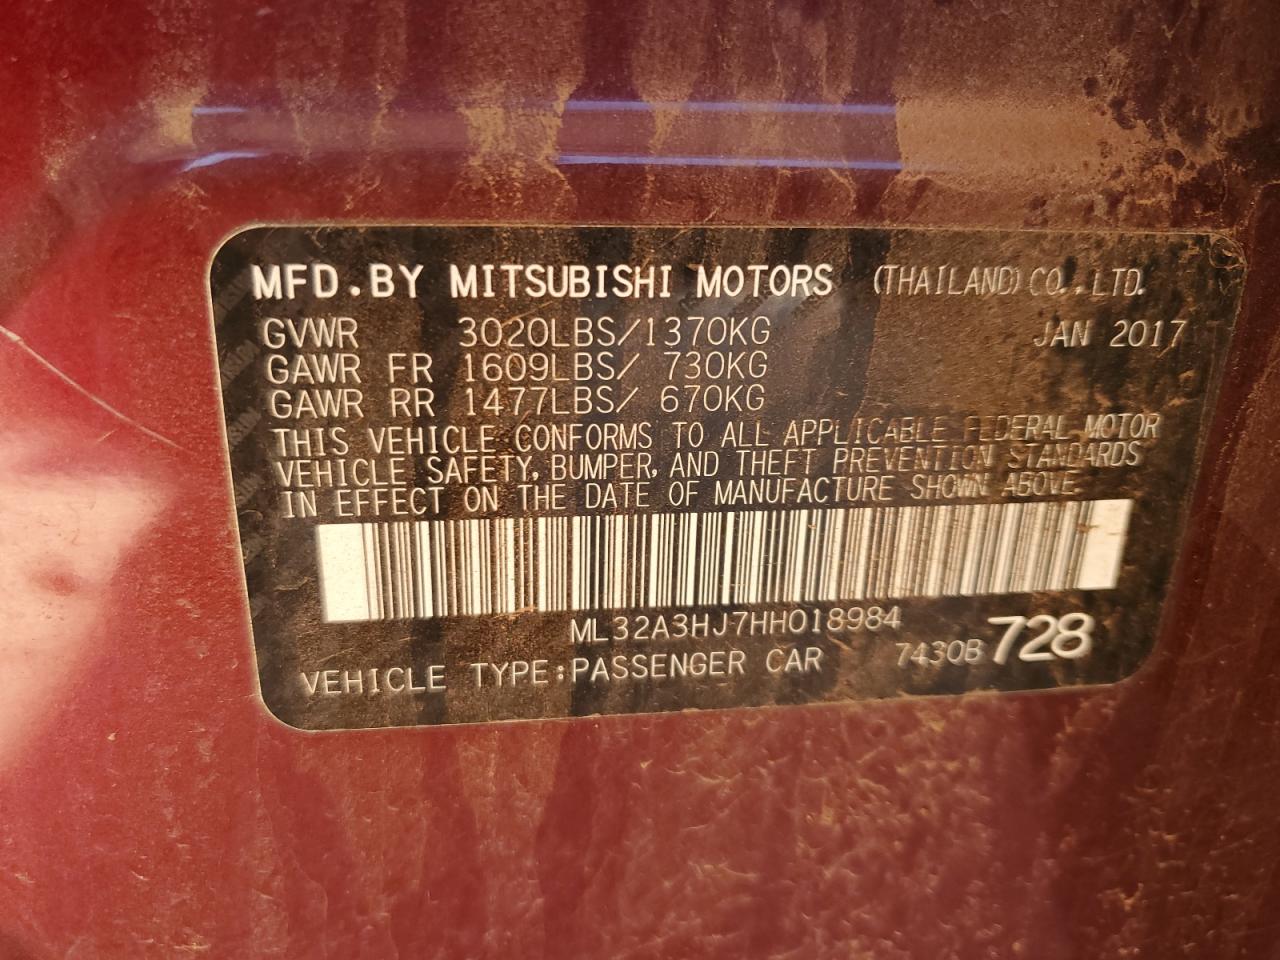 MFD.BY MITSUBISHI MOTORS (THAILAND) CO.,LTD.
GVWR 3020LBS/1370KG JAN 2017
GAWR FR 1609LBS/ 730KG
GAWR RR 1477LBS/ 670KG
THIS VEHICLE CONFORMS TO ALL APPLICABLE FEDERAL MOTOR
VEHICLE SAFETY, BUMPER, AND THEFT PREVENTION STANDARDS
IN EFFECT ON THE DATE OF MANUFACTURE SHOWN ABOVE
ML32A3HJ7HH018984
VEHICLE TYPE:PASSENGER CAR 7430B 728